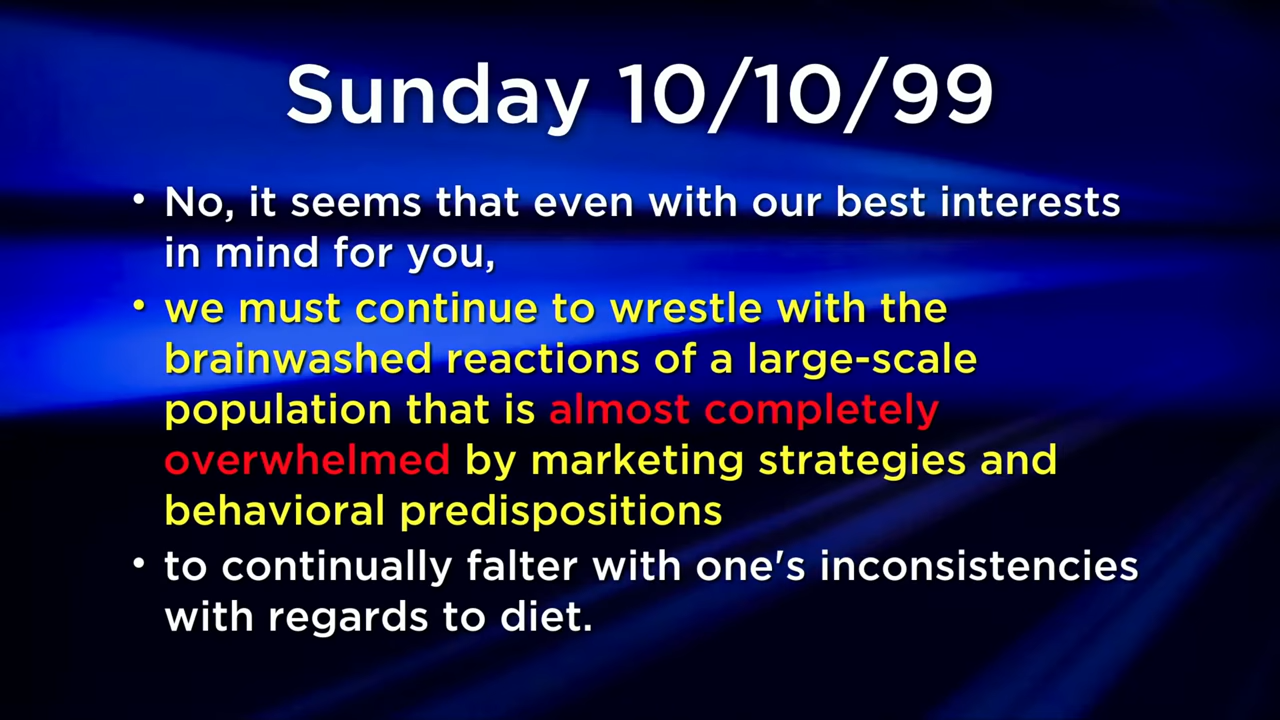 Sunday 10/10/99
• No, it seems that even with our best interests
in mind for you,
• we must continue to wrestle with the
brainwashed reactions of a large-scale
population that is almost completely
overwhelmed by marketing strategies and
behavioral predispositions
• to continually falter with one's inconsistencies
with regards to diet.